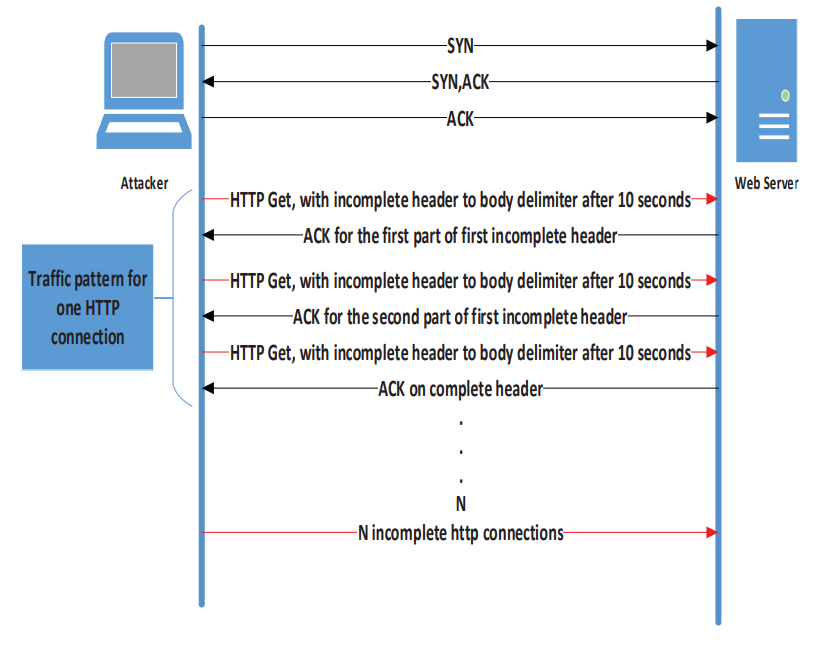 SYN
SYN,ACK
ACK
Attacker
Web Server
HTTP Get, with incomplete header to body delimiter after 10 seconds
ACK for the first part of first incomplete header
Traffic pattern for
one HTTP
connection
HTTP Get, with incomplete header to body delimiter after 10 seconds
ACK for the second part of first incomplete header
HTTP Get, with incomplete header to body delimiter after 10 seconds
ACK on complete header
.
.
.
N
N incomplete http connections